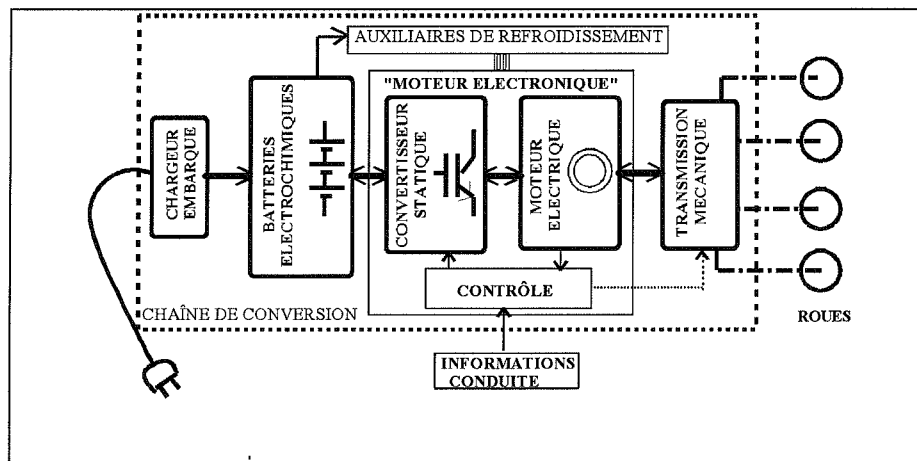 AUXILIAIRES DE REFROIDISSEMENT
"MOTEUR ELECTRONIQUE"
CHARGEUR
EMBARQUE
BATTERIES
ELECTROCHIMIQUES
CONVERTISSEUR
STATIQUE
MOTEUR
ELECTRIQUE
TRANSMISSION
MECANIQUE
CONTRÔLE
CHAÎNE DE CONVERSION
ROUES
INFORMATIONS
CONDUITE